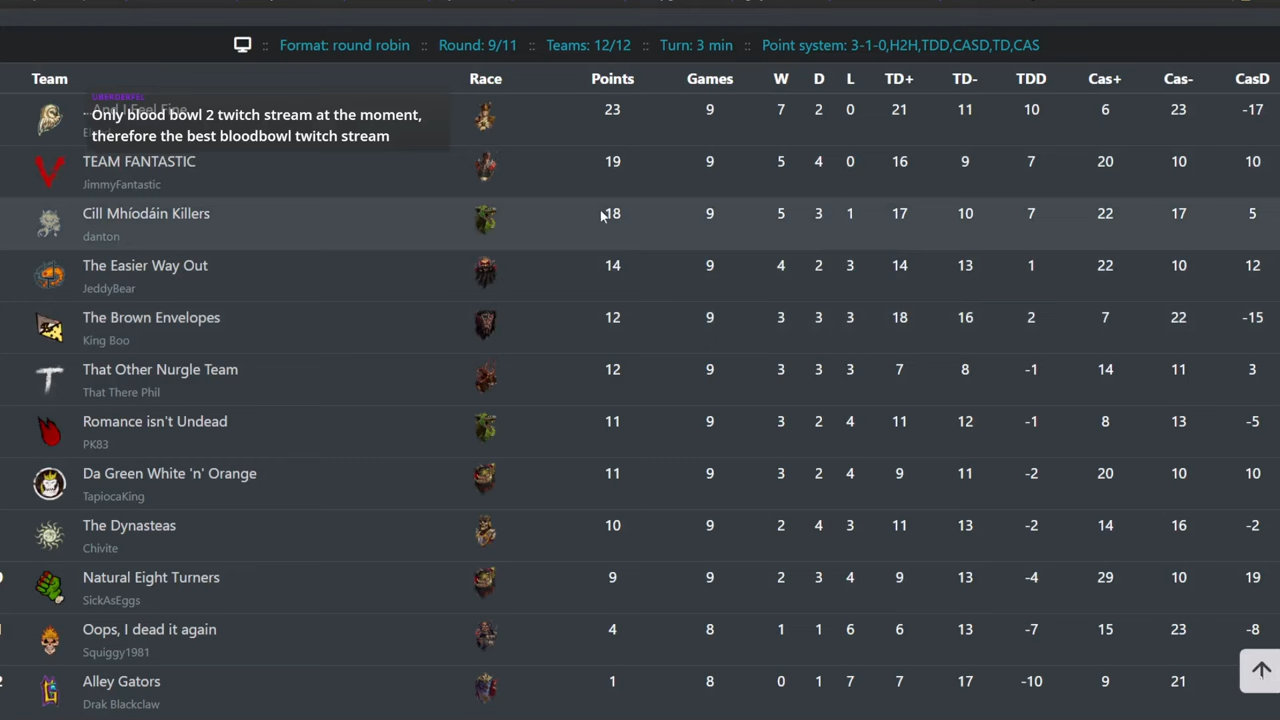 :: Format: round robin :: Round: 9/11 :: Teams: 12/12 :: Turn: 3 min :: Point system: 3-1-0,H2H,TDD,CASD,TD,CAS
Team Race Points Games W D L TD+ TD- TDD Cas+ Cas- CasD
...And I Feel Fine 23 9 7 2 0 21 11 10 6 23 -17
Only blood bowl 2 twitch stream at the moment,
therefore the best bloodbowl twitch stream
TEAM FANTASTIC 19 9 5 4 0 16 9 7 20 10 10
JimmyFantastic
Cill Mhíodáin Killers 18 9 5 3 1 17 10 7 22 17 5
danton
The Easier Way Out 14 9 4 2 3 14 13 1 22 10 12
JeddyBear
The Brown Envelopes 12 9 3 3 3 18 16 2 7 22 -15
King Boo
That Other Nurgle Team 12 9 3 3 3 7 8 -1 14 11 3
That There Phil
Romance isn't Undead 11 9 3 2 4 11 12 -1 8 13 -5
PK83
Da Green White 'n' Orange 11 9 3 2 4 9 11 -2 20 10 10
TapiocaKing
The Dynasteas 10 9 2 4 3 11 13 -2 14 16 -2
Chivite
Natural Eight Turners 9 9 2 3 4 9 13 -4 29 10 19
SickAsEggs
Oops, I dead it again 4 8 1 1 6 6 13 -7 15 23 -8
Squiggy1981
Alley Gators 1 8 0 1 7 7 17 -10 9 21
Drak Blackclaw